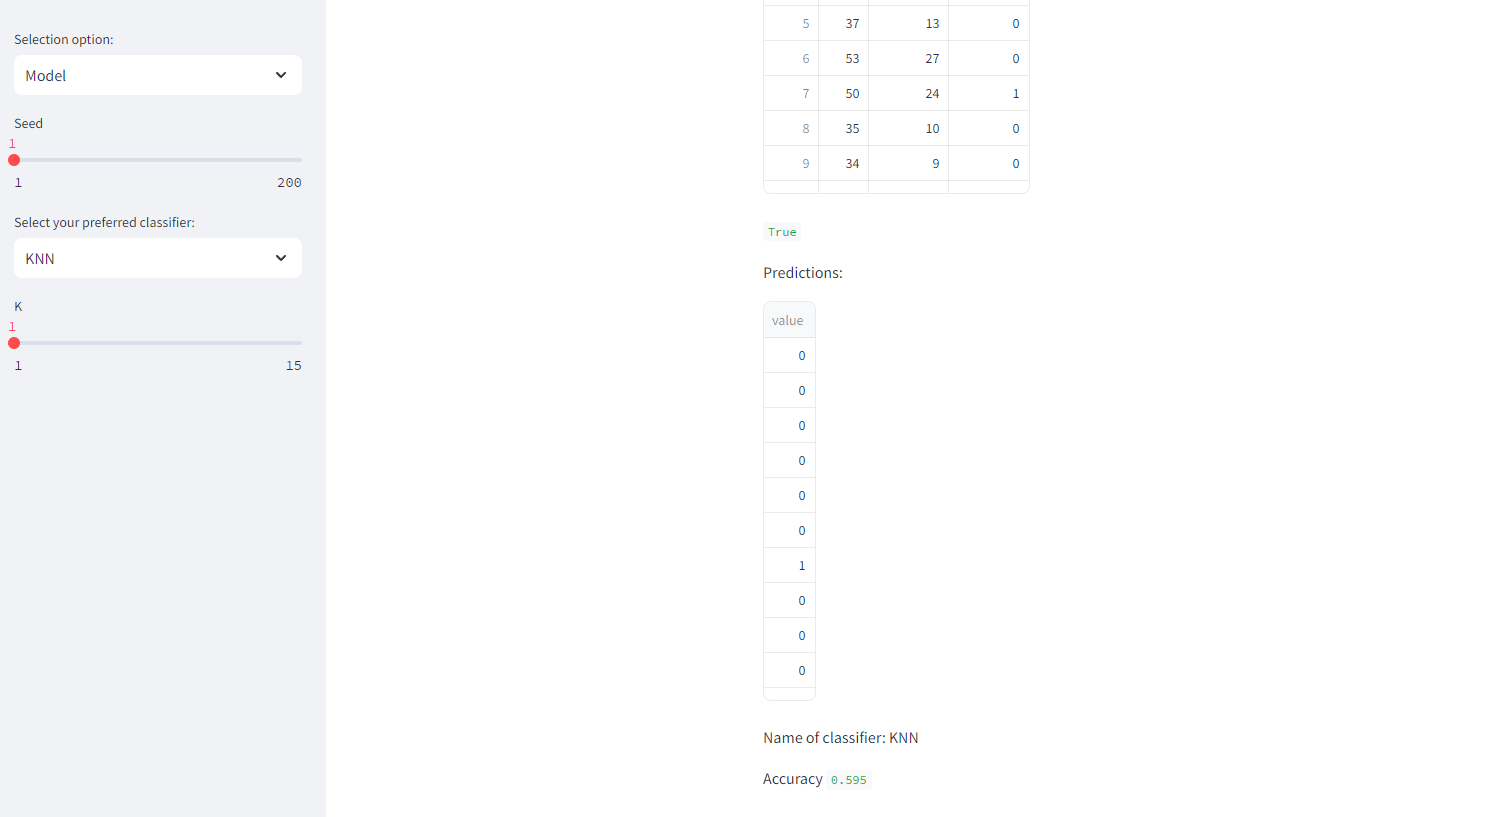 Selection option:
Model
Seed
1
1 200
Select your preferred classifier:
KNN
K
1
1 15
5 37 13 0
6 53 27 0
7 50 24 1
8 35 10 0
9 34 9 0
True
Predictions:
value
0
0
0
0
0
0
1
0
0
0
Name of classifier: KNN
Accuracy 0.595